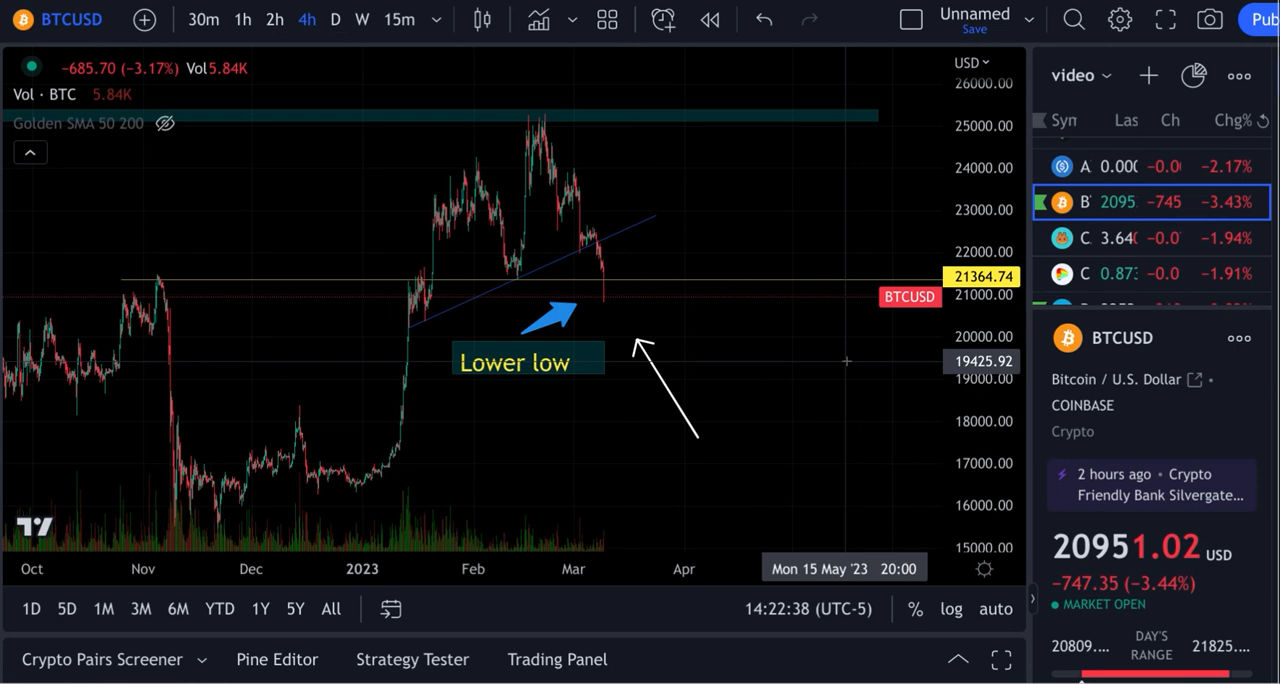 BTCUSD 30m 1h 2h 4h D W 15m Unnamed Save Pub
−685.70 (−3.17%) Vol5.84K
Vol · BTC 5.84K
Golden SMA 50 200
USD
26000.00
25000.00
24000.00
23000.00
22000.00
21364.74
BTCUSD
21000.00
20000.00
19425.92
19000.00
18000.00
17000.00
16000.00
15000.00
Lower low
Oct Nov Dec 2023 Feb Mar Apr Mon 15 May '23 20:00
1D 5D 1M 3M 6M YTD 1Y 5Y All 14:22:38 (UTC-5) % log auto
Crypto Pairs Screener Pine Editor Strategy Tester Trading Panel
video
Syn Las Ch Chg%
A 0.000 −0.0 −2.17%
B 2095 −745 −3.43%
C 3.64 −0.0 −1.94%
C 0.87 −0.0 −1.91%
BTCUSD
Bitcoin / U.S. Dollar
COINBASE
Crypto
2 hours ago • Crypto
Friendly Bank Silvergate...
20951.02 USD
−747.35 (−3.44%)
MARKET OPEN
20809.... DAY'S RANGE 21825....